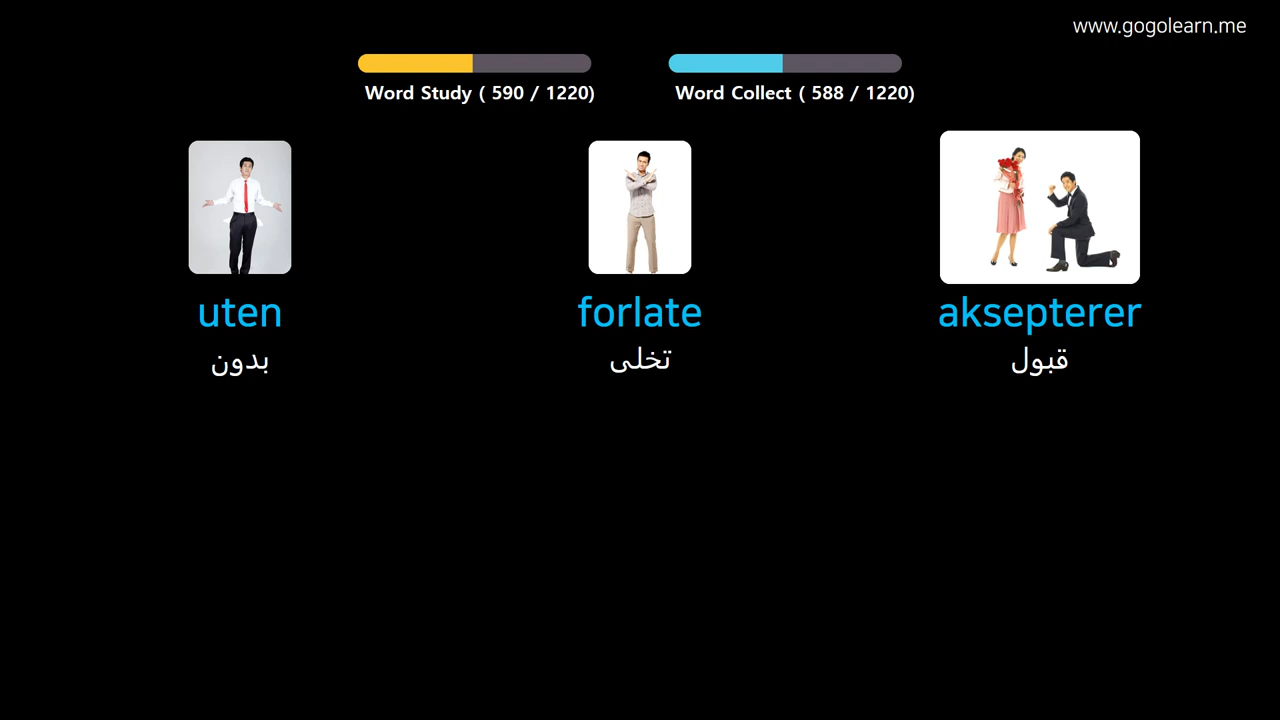 www.gogolearn.me
Word Study ( 590 / 1220)
Word Collect ( 588 / 1220)
uten
forlate
aksepterer
بدون
تخلى
قبول